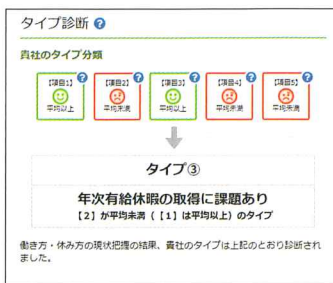 タイプ診断 ?
貴社のタイプ分類
【項目1】 ? 【項目2】 ? 【項目3】 ? 【項目4】 ? 【項目5】 ?
平均以上 平均未満 平均以上 平均未満 平均未満
タイプ③
年次有給休暇の取得に課題あり
【2】が平均未満（【1】は平均以上）のタイプ
働き方・休み方の現状把握の結果、貴社のタイプは上記のとおり診断され
ました。